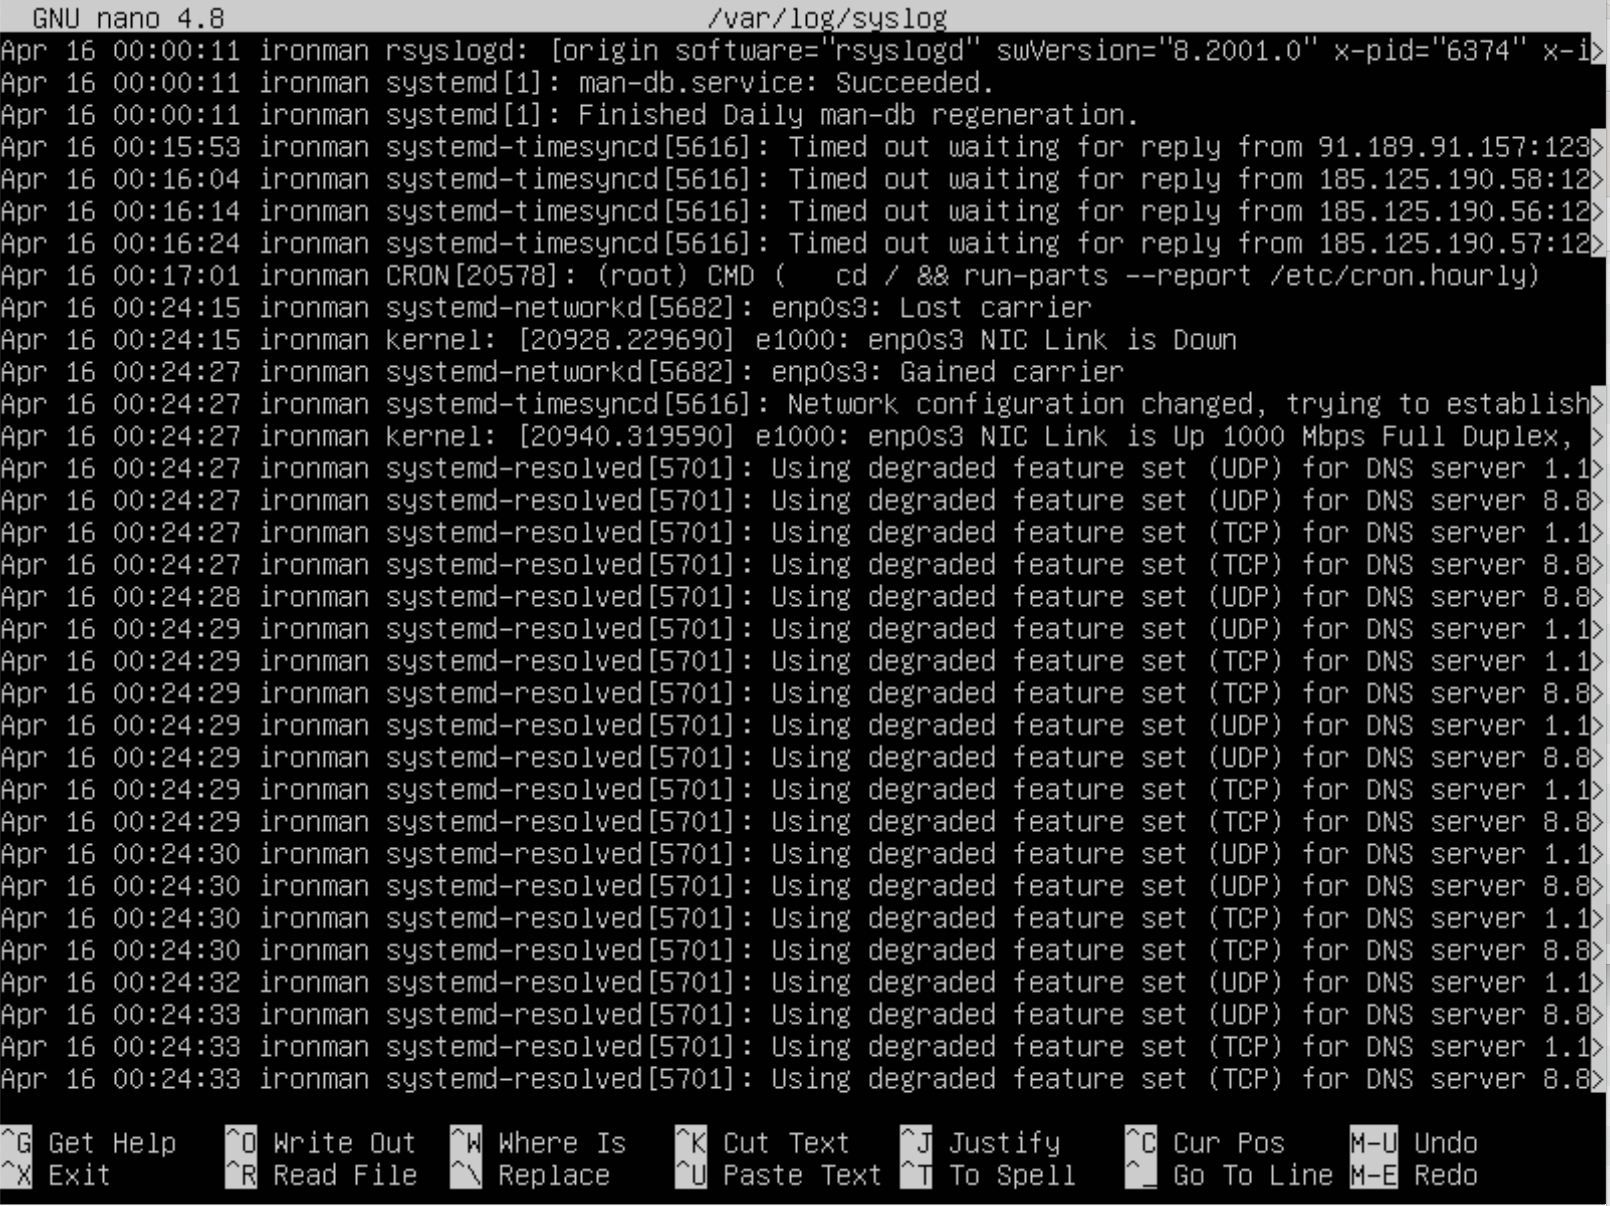 GNU nano 4.8 /var/log/syslog
Apr 16 00:00:11 ironman rsyslogd: [origin software="rsyslogd" swVersion="8.2001.0" x-pid="6374" x-i>
Apr 16 00:00:11 ironman systemd[1]: man-db.service: Succeeded.
Apr 16 00:00:11 ironman systemd[1]: Finished Daily man-db regeneration.
Apr 16 00:15:53 ironman systemd-timesyncd[5616]: Timed out waiting for reply from 91.189.91.157:123>
Apr 16 00:16:04 ironman systemd-timesyncd[5616]: Timed out waiting for reply from 185.125.190.58:12>
Apr 16 00:16:14 ironman systemd-timesyncd[5616]: Timed out waiting for reply from 185.125.190.56:12>
Apr 16 00:16:24 ironman systemd-timesyncd[5616]: Timed out waiting for reply from 185.125.190.57:12>
Apr 16 00:17:01 ironman CRON[20578]: (root) CMD (   cd / && run-parts --report /etc/cron.hourly)
Apr 16 00:24:15 ironman systemd-networkd[5682]: enp0s3: Lost carrier
Apr 16 00:24:15 ironman kernel: [20928.229690] e1000: enp0s3 NIC Link is Down
Apr 16 00:24:27 ironman systemd-networkd[5682]: enp0s3: Gained carrier
Apr 16 00:24:27 ironman systemd-timesyncd[5616]: Network configuration changed, trying to establish>
Apr 16 00:24:27 ironman kernel: [20940.319590] e1000: enp0s3 NIC Link is Up 1000 Mbps Full Duplex, >
Apr 16 00:24:27 ironman systemd-resolved[5701]: Using degraded feature set (UDP) for DNS server 1.1>
Apr 16 00:24:27 ironman systemd-resolved[5701]: Using degraded feature set (UDP) for DNS server 8.8>
Apr 16 00:24:27 ironman systemd-resolved[5701]: Using degraded feature set (TCP) for DNS server 1.1>
Apr 16 00:24:27 ironman systemd-resolved[5701]: Using degraded feature set (TCP) for DNS server 8.8>
Apr 16 00:24:28 ironman systemd-resolved[5701]: Using degraded feature set (UDP) for DNS server 8.8>
Apr 16 00:24:29 ironman systemd-resolved[5701]: Using degraded feature set (UDP) for DNS server 1.1>
Apr 16 00:24:29 ironman systemd-resolved[5701]: Using degraded feature set (TCP) for DNS server 1.1>
Apr 16 00:24:29 ironman systemd-resolved[5701]: Using degraded feature set (TCP) for DNS server 8.8>
Apr 16 00:24:29 ironman systemd-resolved[5701]: Using degraded feature set (UDP) for DNS server 1.1>
Apr 16 00:24:29 ironman systemd-resolved[5701]: Using degraded feature set (UDP) for DNS server 8.8>
Apr 16 00:24:29 ironman systemd-resolved[5701]: Using degraded feature set (TCP) for DNS server 1.1>
Apr 16 00:24:29 ironman systemd-resolved[5701]: Using degraded feature set (TCP) for DNS server 8.8>
Apr 16 00:24:30 ironman systemd-resolved[5701]: Using degraded feature set (UDP) for DNS server 1.1>
Apr 16 00:24:30 ironman systemd-resolved[5701]: Using degraded feature set (UDP) for DNS server 8.8>
Apr 16 00:24:30 ironman systemd-resolved[5701]: Using degraded feature set (TCP) for DNS server 1.1>
Apr 16 00:24:30 ironman systemd-resolved[5701]: Using degraded feature set (TCP) for DNS server 8.8>
Apr 16 00:24:32 ironman systemd-resolved[5701]: Using degraded feature set (UDP) for DNS server 1.1>
Apr 16 00:24:33 ironman systemd-resolved[5701]: Using degraded feature set (UDP) for DNS server 8.8>
Apr 16 00:24:33 ironman systemd-resolved[5701]: Using degraded feature set (TCP) for DNS server 1.1>
Apr 16 00:24:33 ironman systemd-resolved[5701]: Using degraded feature set (TCP) for DNS server 8.8>
^G Get Help ^O Write Out ^W Where Is ^K Cut Text ^J Justify ^C Cur Pos M-U Undo
^X Exit ^R Read File ^\ Replace ^U Paste Text ^T To Spell ^_ Go To Line M-E Redo